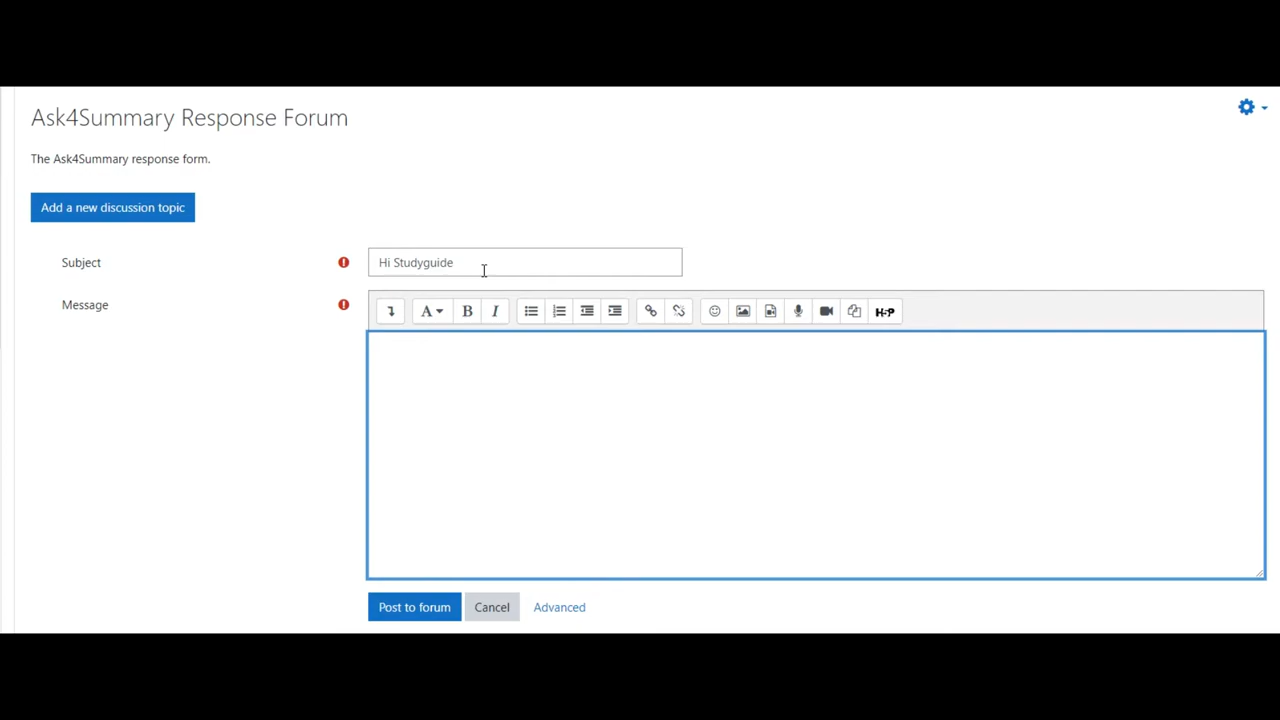 Ask4Summary Response Forum
The Ask4Summary response form.
Add a new discussion topic
Subject
Hi Studyguide
Message
A B I H-P
Post to forum Cancel Advanced